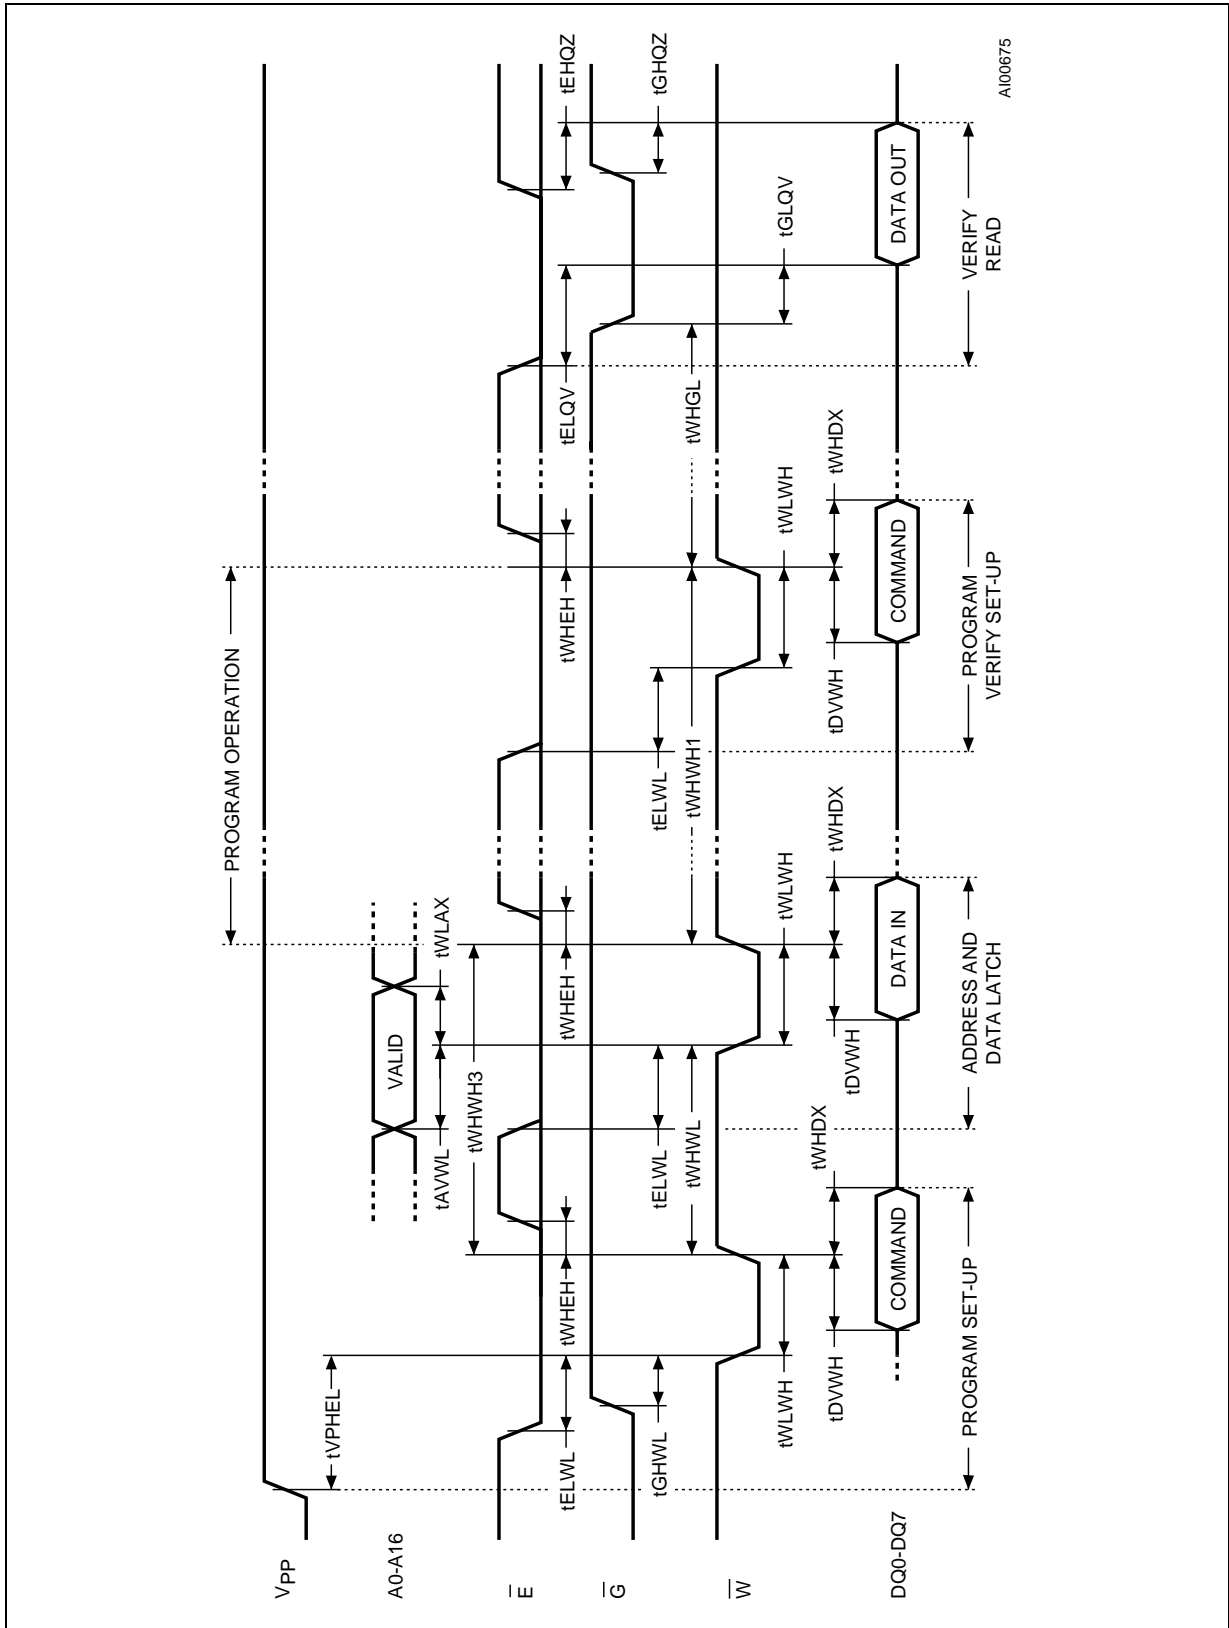 PROGRAM OPERATION
VPP
tVPHEL
A0-A16
VALID
tAVWL
tWLAX
tWHWH3
E
tELWL
tWHEH
tWHEH
tWHEH
tELQV
tEHQZ
G
tGHWL
tELWL
tELWL
tGHQZ
tWHWL
tWHWH1
tWHGL
W
tWLWH
tWLWH
tWLWH
tGLQV
tDVWH
tWHDX
tDVWH
tWHDX
tDVWH
tWHDX
DQ0-DQ7
COMMAND
DATA IN
COMMAND
DATA OUT
PROGRAM SET-UP
ADDRESS AND
DATA LATCH
PROGRAM
VERIFY SET-UP
VERIFY
READ
AI00675